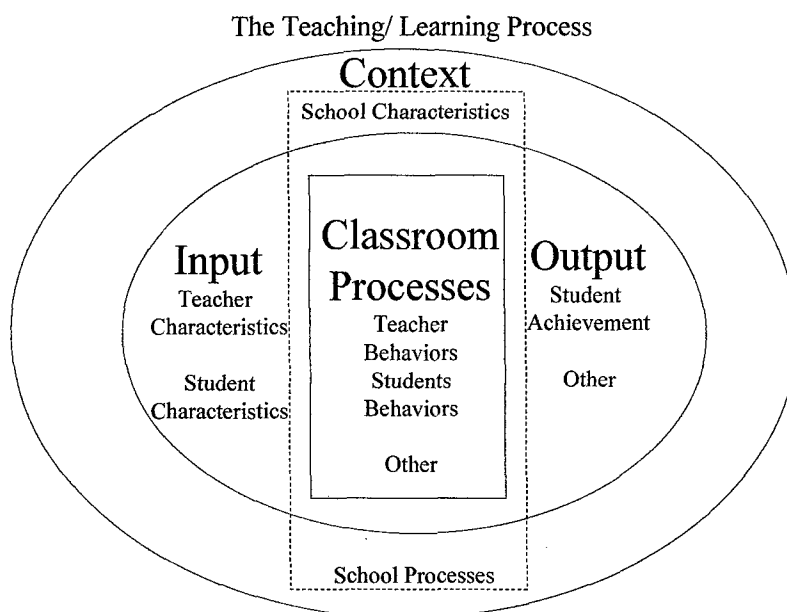 The Teaching/ Learning Process
Context
School Characteristics
Input
Teacher
Characteristics
Student
Characteristics
Classroom
Processes
Teacher
Behaviors
Students
Behaviors
Other
Output
Student
Achievement
Other
School Processes